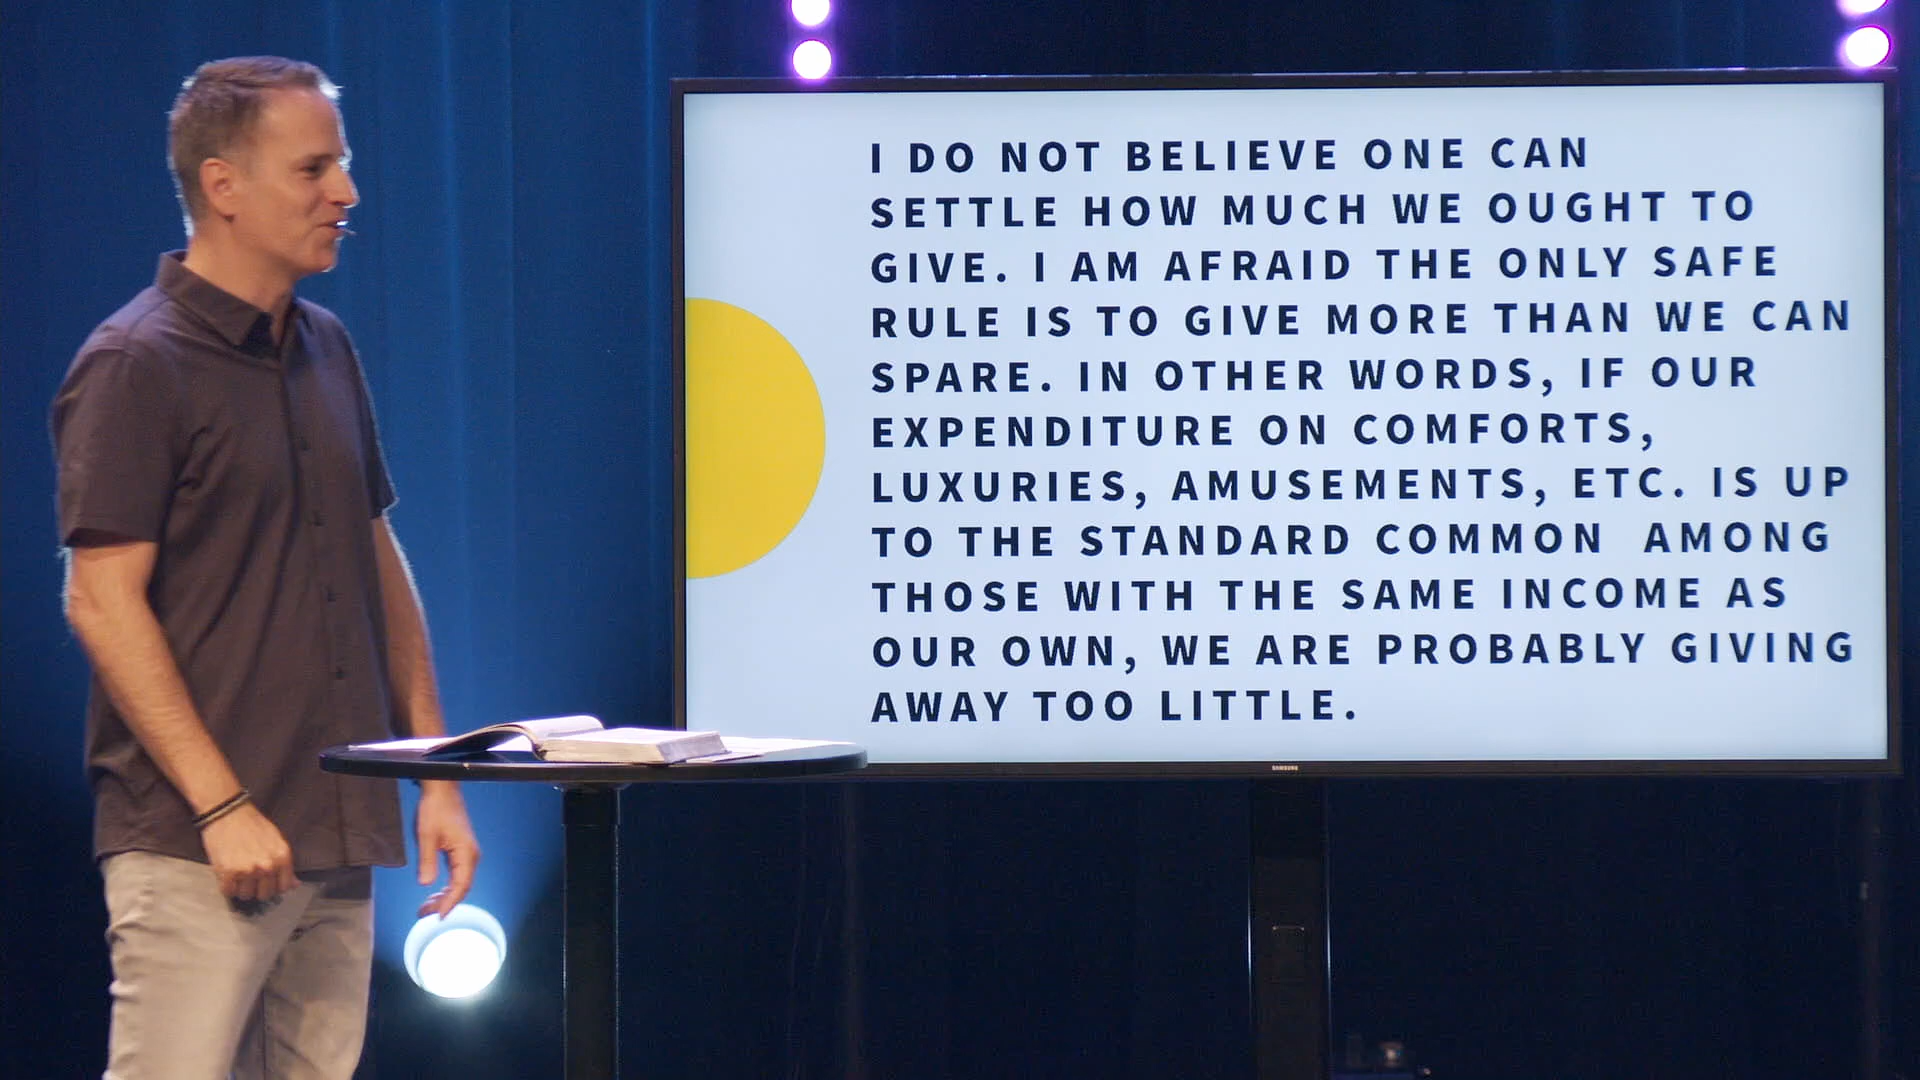 I DO NOT BELIEVE ONE CAN
SETTLE HOW MUCH WE OUGHT TO
GIVE. I AM AFRAID THE ONLY SAFE
RULE IS TO GIVE MORE THAN WE CAN
SPARE. IN OTHER WORDS, IF OUR
EXPENDITURE ON COMFORTS,
LUXURIES, AMUSEMENTS, ETC. IS UP
TO THE STANDARD COMMON AMONG
THOSE WITH THE SAME INCOME AS
OUR OWN, WE ARE PROBABLY GIVING
AWAY TOO LITTLE.
SAMSUNG